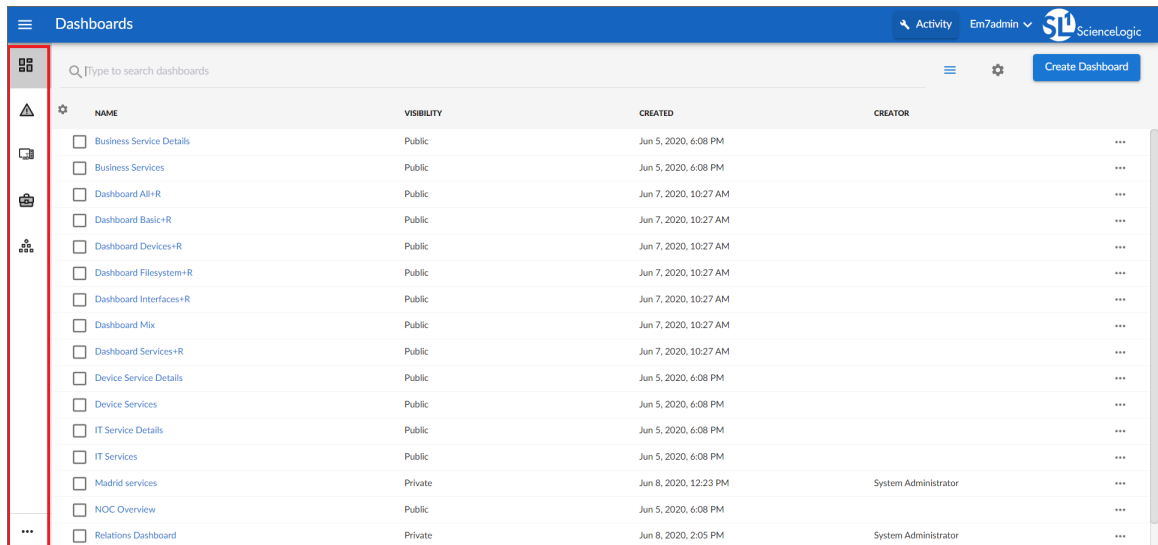 Dashboards Activity Em7admin SL1 ScienceLogic
Type to search dashboards Create Dashboard
NAME VISIBILITY CREATED CREATOR
Business Service Details Public Jun 5, 2020, 6:08 PM
Business Services Public Jun 5, 2020, 6:08 PM
Dashboard All+R Public Jun 7, 2020, 10:27 AM
Dashboard Basic+R Public Jun 7, 2020, 10:27 AM
Dashboard Devices+R Public Jun 7, 2020, 10:27 AM
Dashboard Filesystem+R Public Jun 7, 2020, 10:27 AM
Dashboard Interfaces+R Public Jun 7, 2020, 10:27 AM
Dashboard Mix Public Jun 7, 2020, 10:27 AM
Dashboard Services+R Public Jun 7, 2020, 10:27 AM
Device Service Details Public Jun 5, 2020, 6:08 PM
Device Services Public Jun 5, 2020, 6:08 PM
IT Service Details Public Jun 5, 2020, 6:08 PM
IT Services Public Jun 5, 2020, 6:08 PM
Madrid services Private Jun 8, 2020, 12:23 PM System Administrator
NOC Overview Public Jun 5, 2020, 6:08 PM
Relations Dashboard Private Jun 8, 2020, 2:05 PM System Administrator